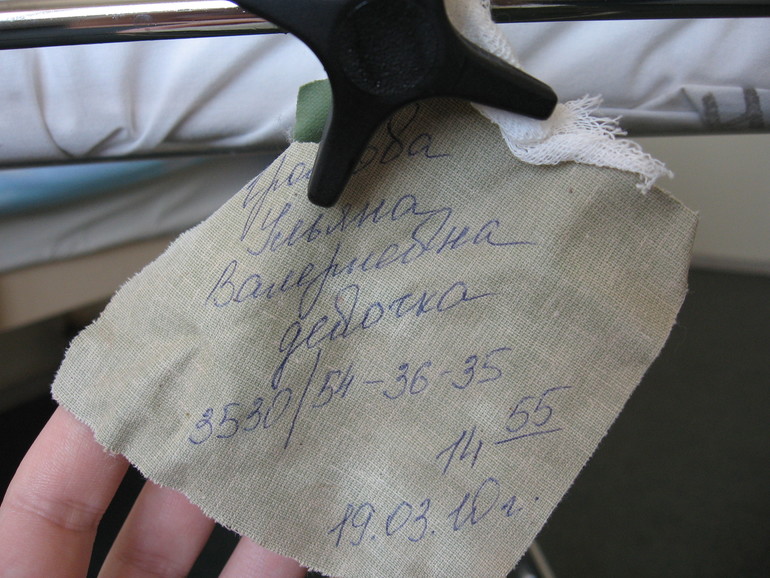 Ульяна
Валерьевна
девочка
3530/54-36-35
14 55
19.03.10г.